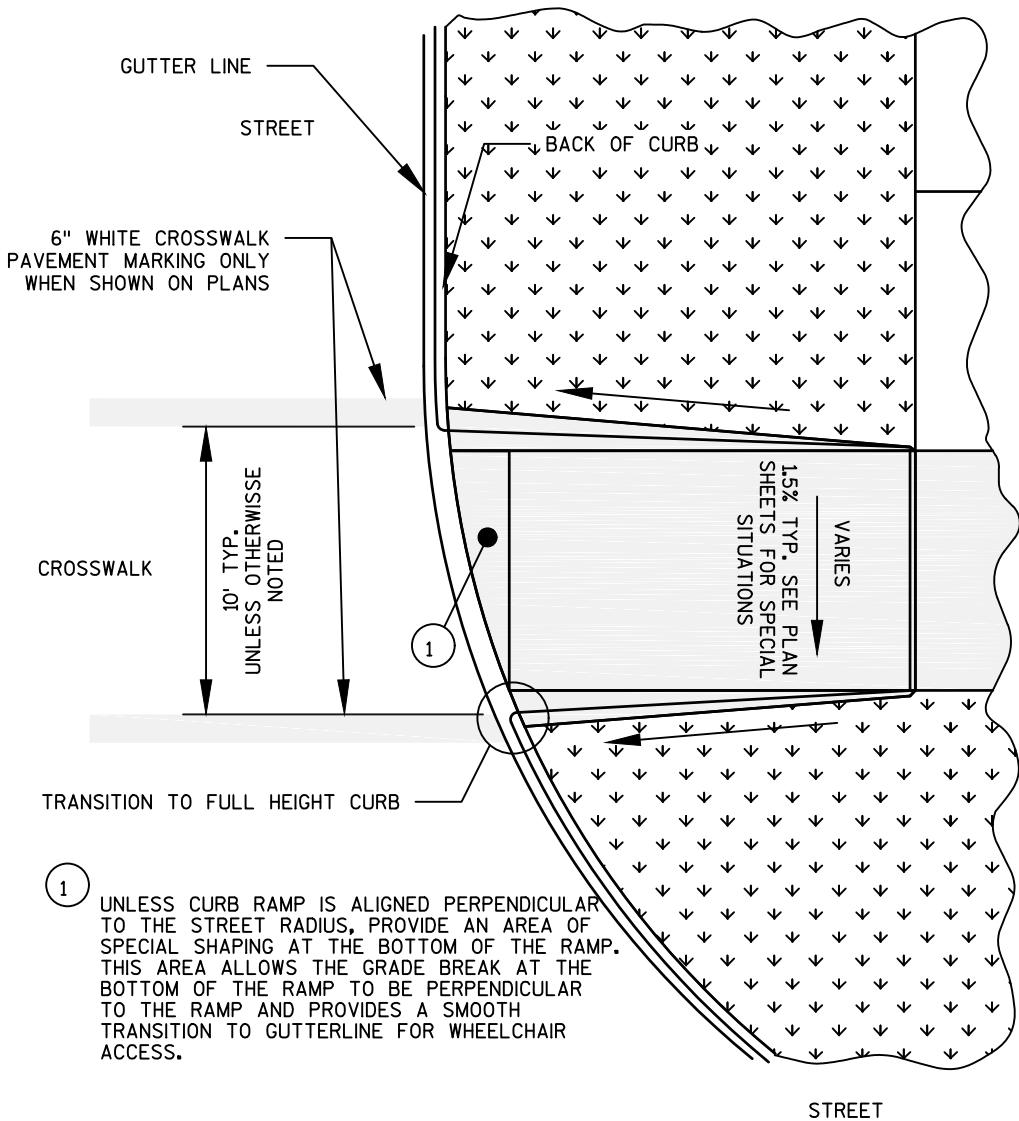 GUTTER LINE
STREET
BACK OF CURB
6" WHITE CROSSWALK
PAVEMENT MARKING ONLY
WHEN SHOWN ON PLANS
10' TYP.
UNLESS OTHERWISSE
NOTED
CROSSWALK
1.5% TYP. SEE PLAN
SHEETS FOR SPECIAL
SITUATIONS
VARIES
1
TRANSITION TO FULL HEIGHT CURB
1
UNLESS CURB RAMP IS ALIGNED PERPENDICULAR
TO THE STREET RADIUS, PROVIDE AN AREA OF
SPECIAL SHAPING AT THE BOTTOM OF THE RAMP.
THIS AREA ALLOWS THE GRADE BREAK AT THE
BOTTOM OF THE RAMP TO BE PERPENDICULAR
TO THE RAMP AND PROVIDES A SMOOTH
TRANSITION TO GUTTERLINE FOR WHEELCHAIR
ACCESS.
STREET